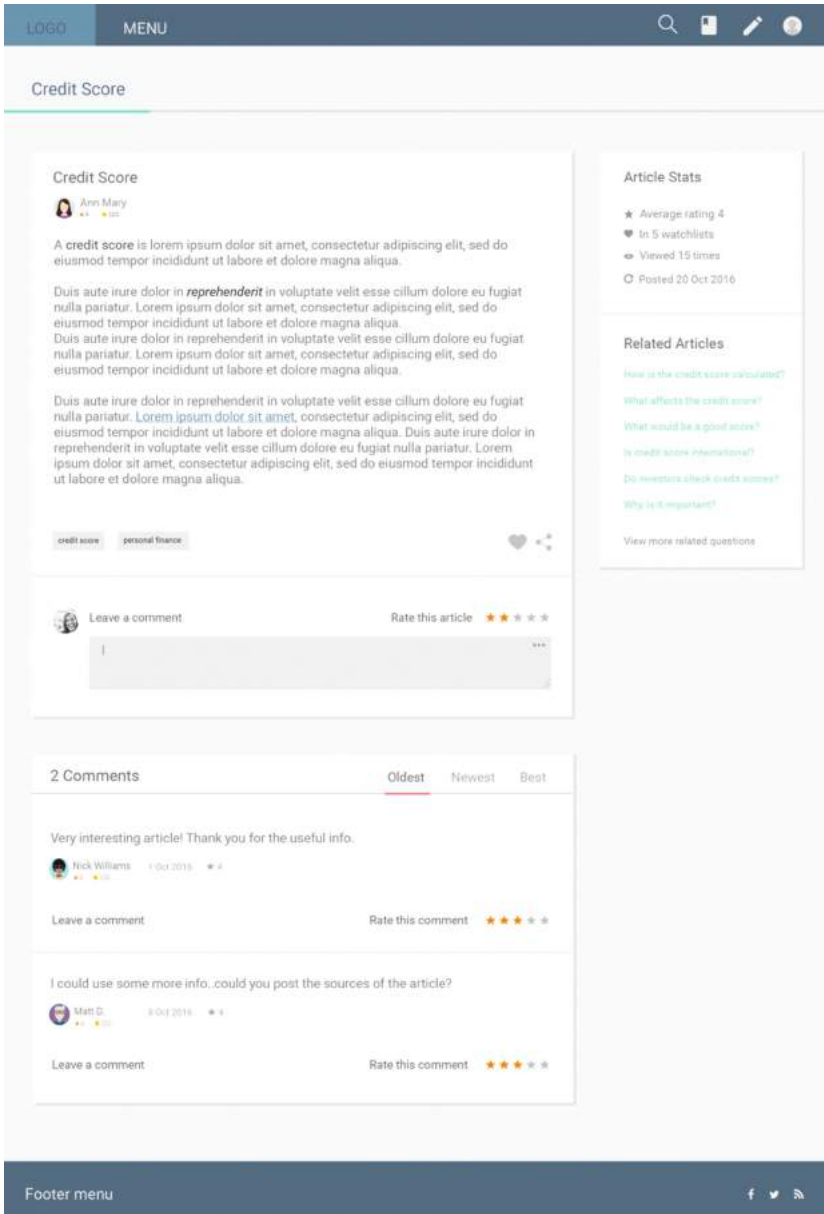 LOGO
MENU
Credit Score
Credit Score
Ann Mary
A credit score is lorem ipsum dolor sit amet, consectetur adipiscing elit, sed do
eiusmod tempor incididunt ut labore et dolore magna aliqua.
Duis aute irure dolor in reprehenderit in voluptate velit esse cillum dolore eu fugiat
nulla pariatur. Lorem ipsum dolor sit amet, consectetur adipiscing elit, sed do
eiusmod tempor incididunt ut labore et dolore magna aliqua.
Duis aute irure dolor in reprehenderit in voluptate velit esse cillum dolore eu fugiat
nulla pariatur. Lorem ipsum dolor sit amet, consectetur adipiscing elit, sed do
eiusmod tempor incididunt ut labore et dolore magna aliqua.
Duis aute irure dolor in reprehenderit in voluptate velit esse cillum dolore eu fugiat
nulla pariatur. Lorem ipsum dolor sit amet, consectetur adipiscing elit, sed do
eiusmod tempor incididunt ut labore et dolore magna aliqua. Duis aute irure dolor in
reprehenderit in voluptate velit esse cillum dolore eu fugiat nulla pariatur. Lorem
ipsum dolor sit amet, consectetur adipiscing elit, sed do eiusmod tempor incididunt
ut labore et dolore magna aliqua.
credit score
personal finance
Leave a comment
Rate this article
Article Stats
Average rating 4
In 5 watchlists
Viewed 15 times
Posted 20 Oct 2016
Related Articles
How is the credit score calculated?
What affects the credit score?
What would be a good score?
Is credit score international?
Do investors check credit scores?
Why is it important?
View more related questions
2 Comments
Oldest
Newest
Best
Very interesting article! Thank you for the useful info.
Nick Williams
Oct 2016
4
Leave a comment
Rate this comment
I could use some more info..could you post the sources of the article?
Matt D.
Oct 2016
4
Leave a comment
Rate this comment
Footer menu